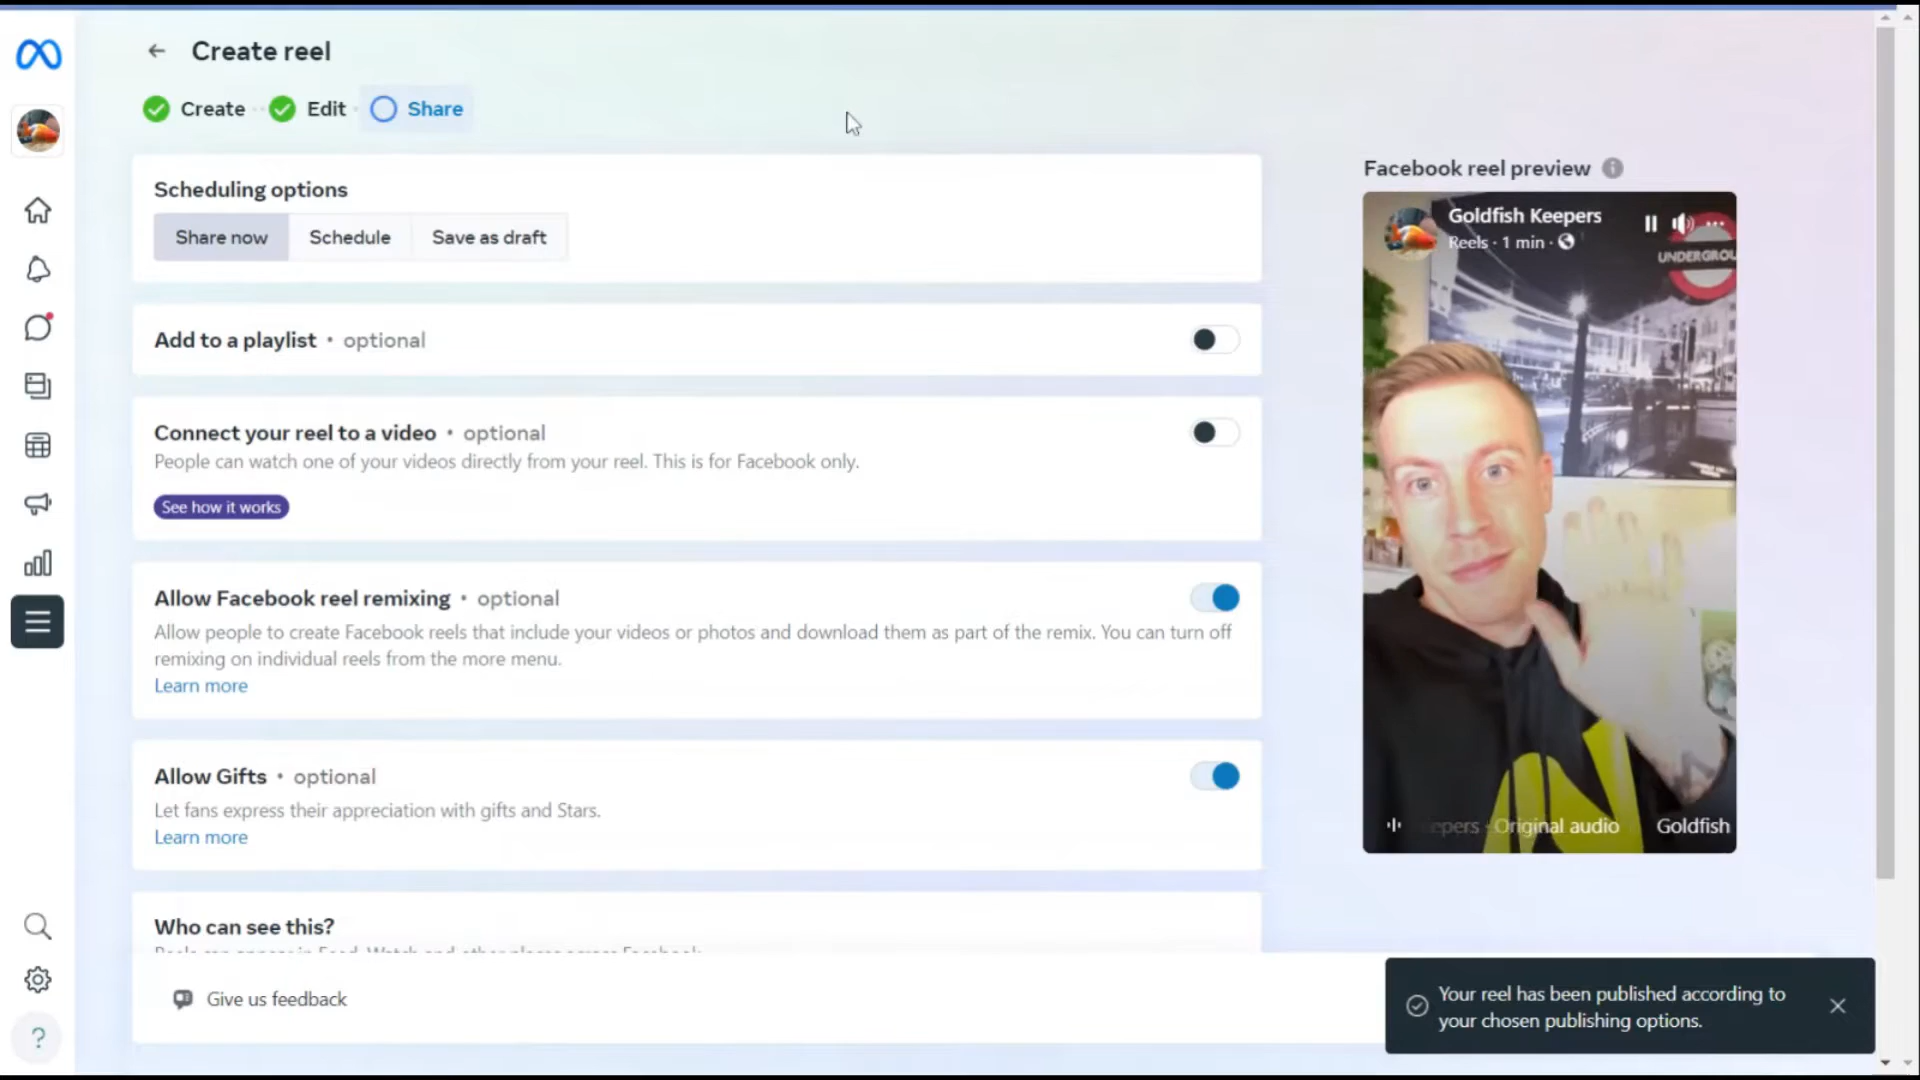 Create reel
Create
Edit
Share
Scheduling options
Share now
Schedule
Save as draft
Add to a playlist • optional
Connect your reel to a video • optional
People can watch one of your videos directly from your reel. This is for Facebook only.
See how it works
Allow Facebook reel remixing • optional
Allow people to create Facebook reels that include your videos or photos and download them as part of the remix. You can turn off
remixing on individual reels from the more menu.
Learn more
Allow Gifts • optional
Let fans express their appreciation with gifts and Stars.
Learn more
Who can see this?
Give us feedback
?
Facebook reel preview
Goldfish Keepers
Reels · 1 min ·
UNDERGROU
epers · Original audio
Goldfish
Your reel has been published according to
your chosen publishing options.